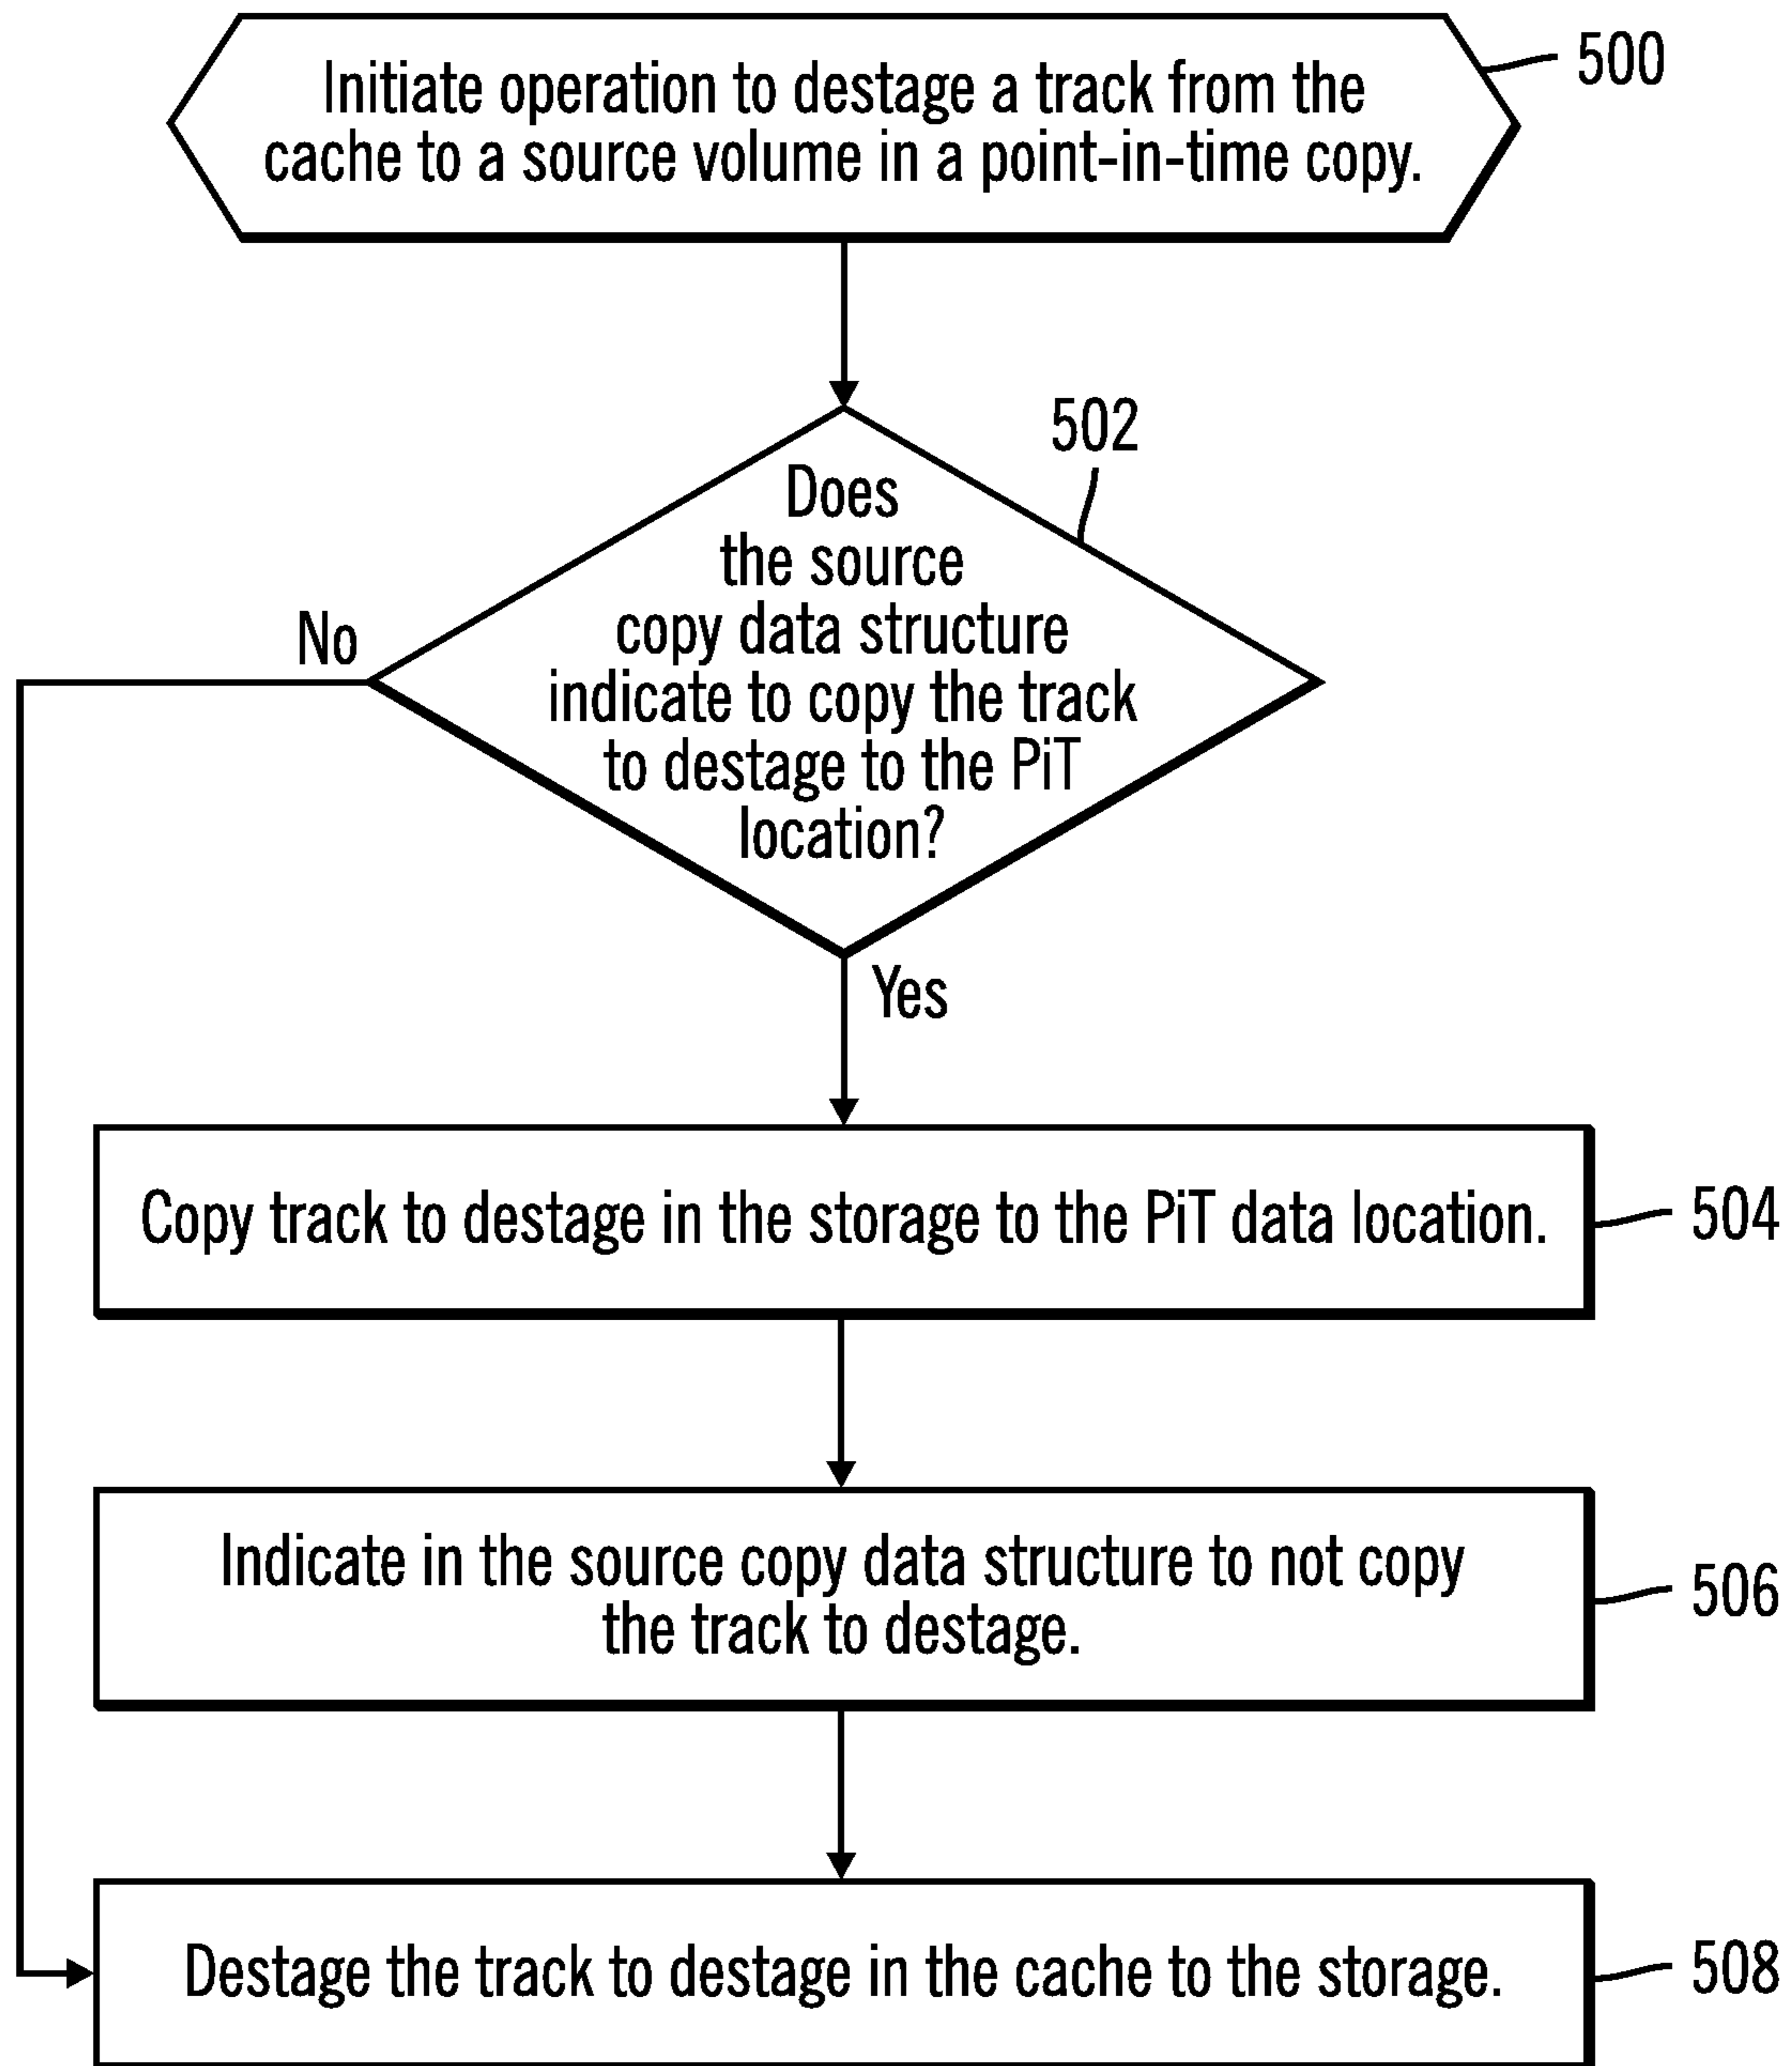 Initiate operation to destage a track from the
cache to a source volume in a point-in-time copy.
500
502
Does
the source
copy data structure
indicate to copy the track
to destage to the PiT
location?
No
Yes
Copy track to destage in the storage to the PiT data location.
504
Indicate in the source copy data structure to not copy
the track to destage.
506
Destage the track to destage in the cache to the storage.
508